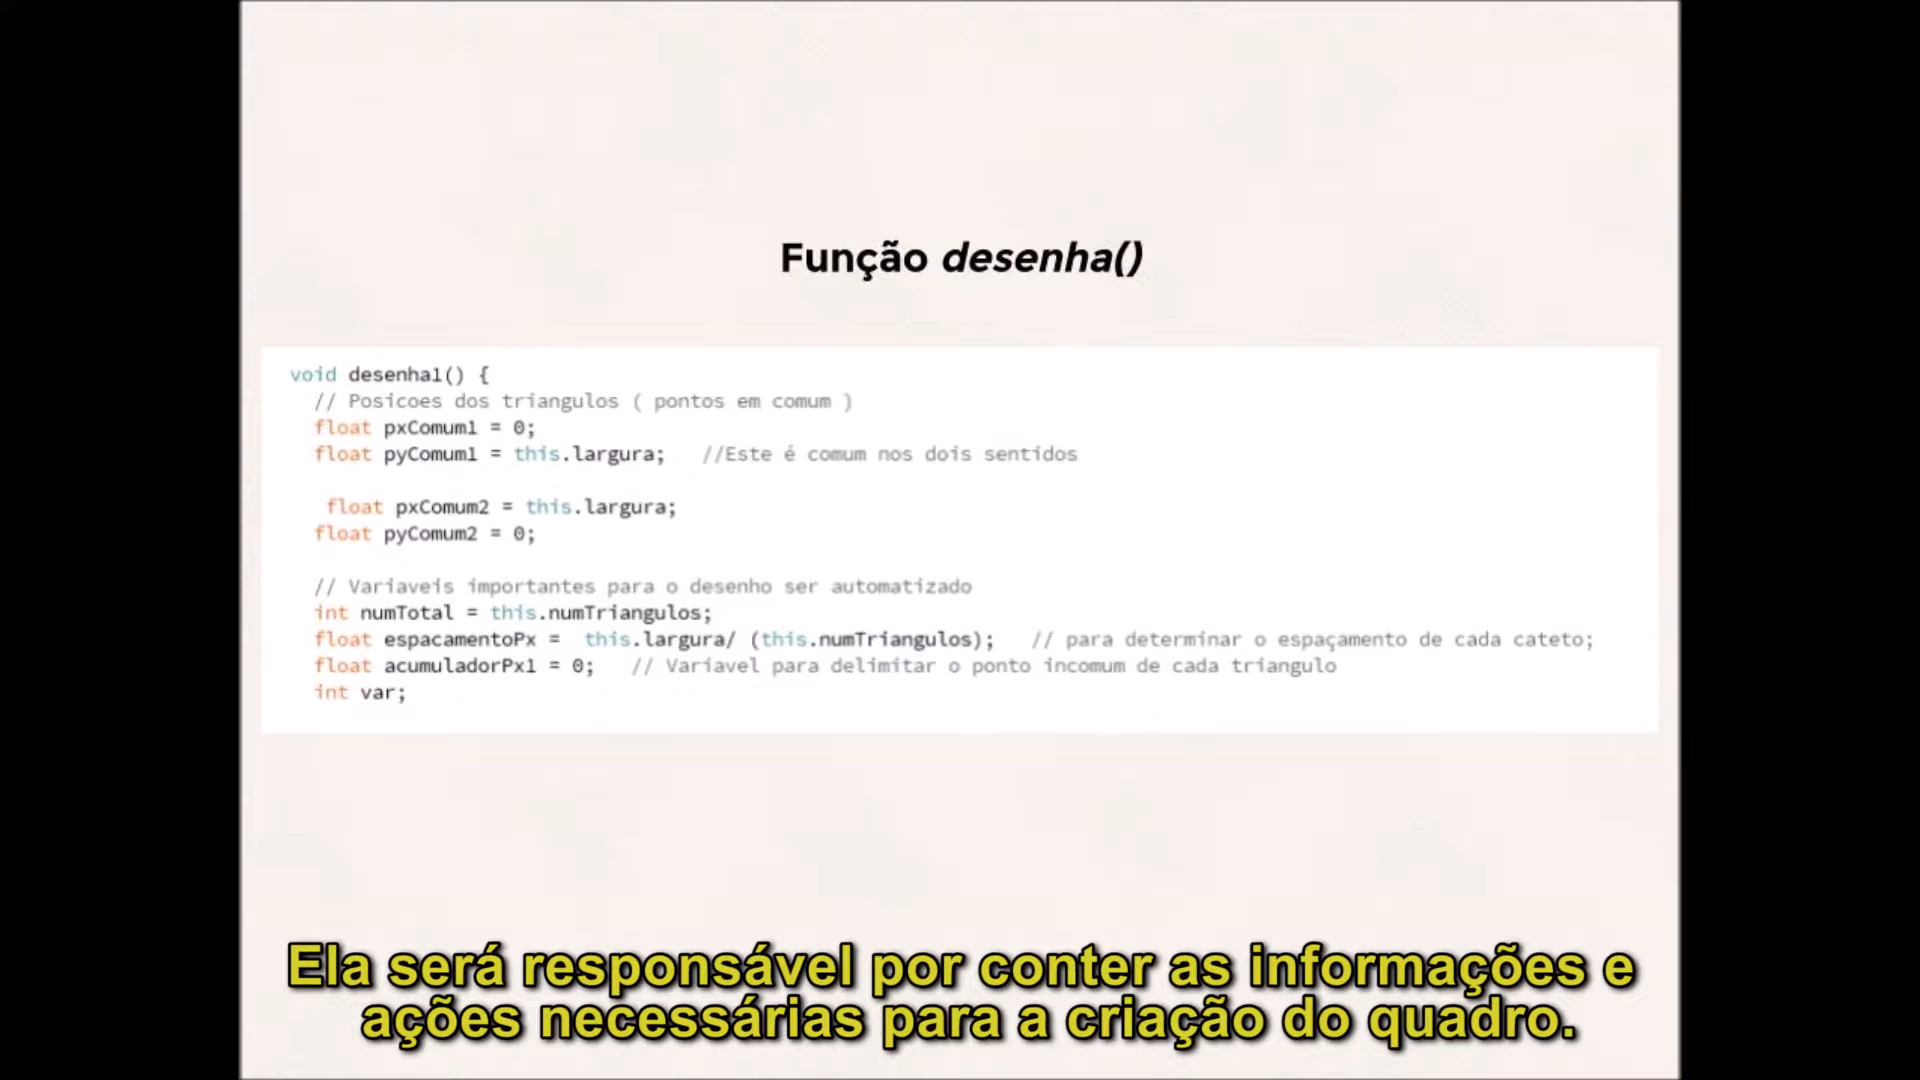 Função desenha()
void desenha1() {
// Posicoes dos triangulos ( pontos em comum )
float pxComum1 = 0;
float pyComum1 = this.largura;   //Este é comum nos dois sentidos
float pxComum2 = this.largura;
float pyComum2 = 0;
// Variaveis importantes para o desenho ser automatizado
int numTotal = this.numTriangulos;
float espacamentoPx =  this.largura/ (this.numTriangulos);   // para determinar o espaçamento de cada cateto;
float acumuladorPx1 = 0;   // Variavel para delimitar o ponto incomum de cada triangulo
int var;
Ela será responsável por conter as informações e
ações necessárias para a criação do quadro.